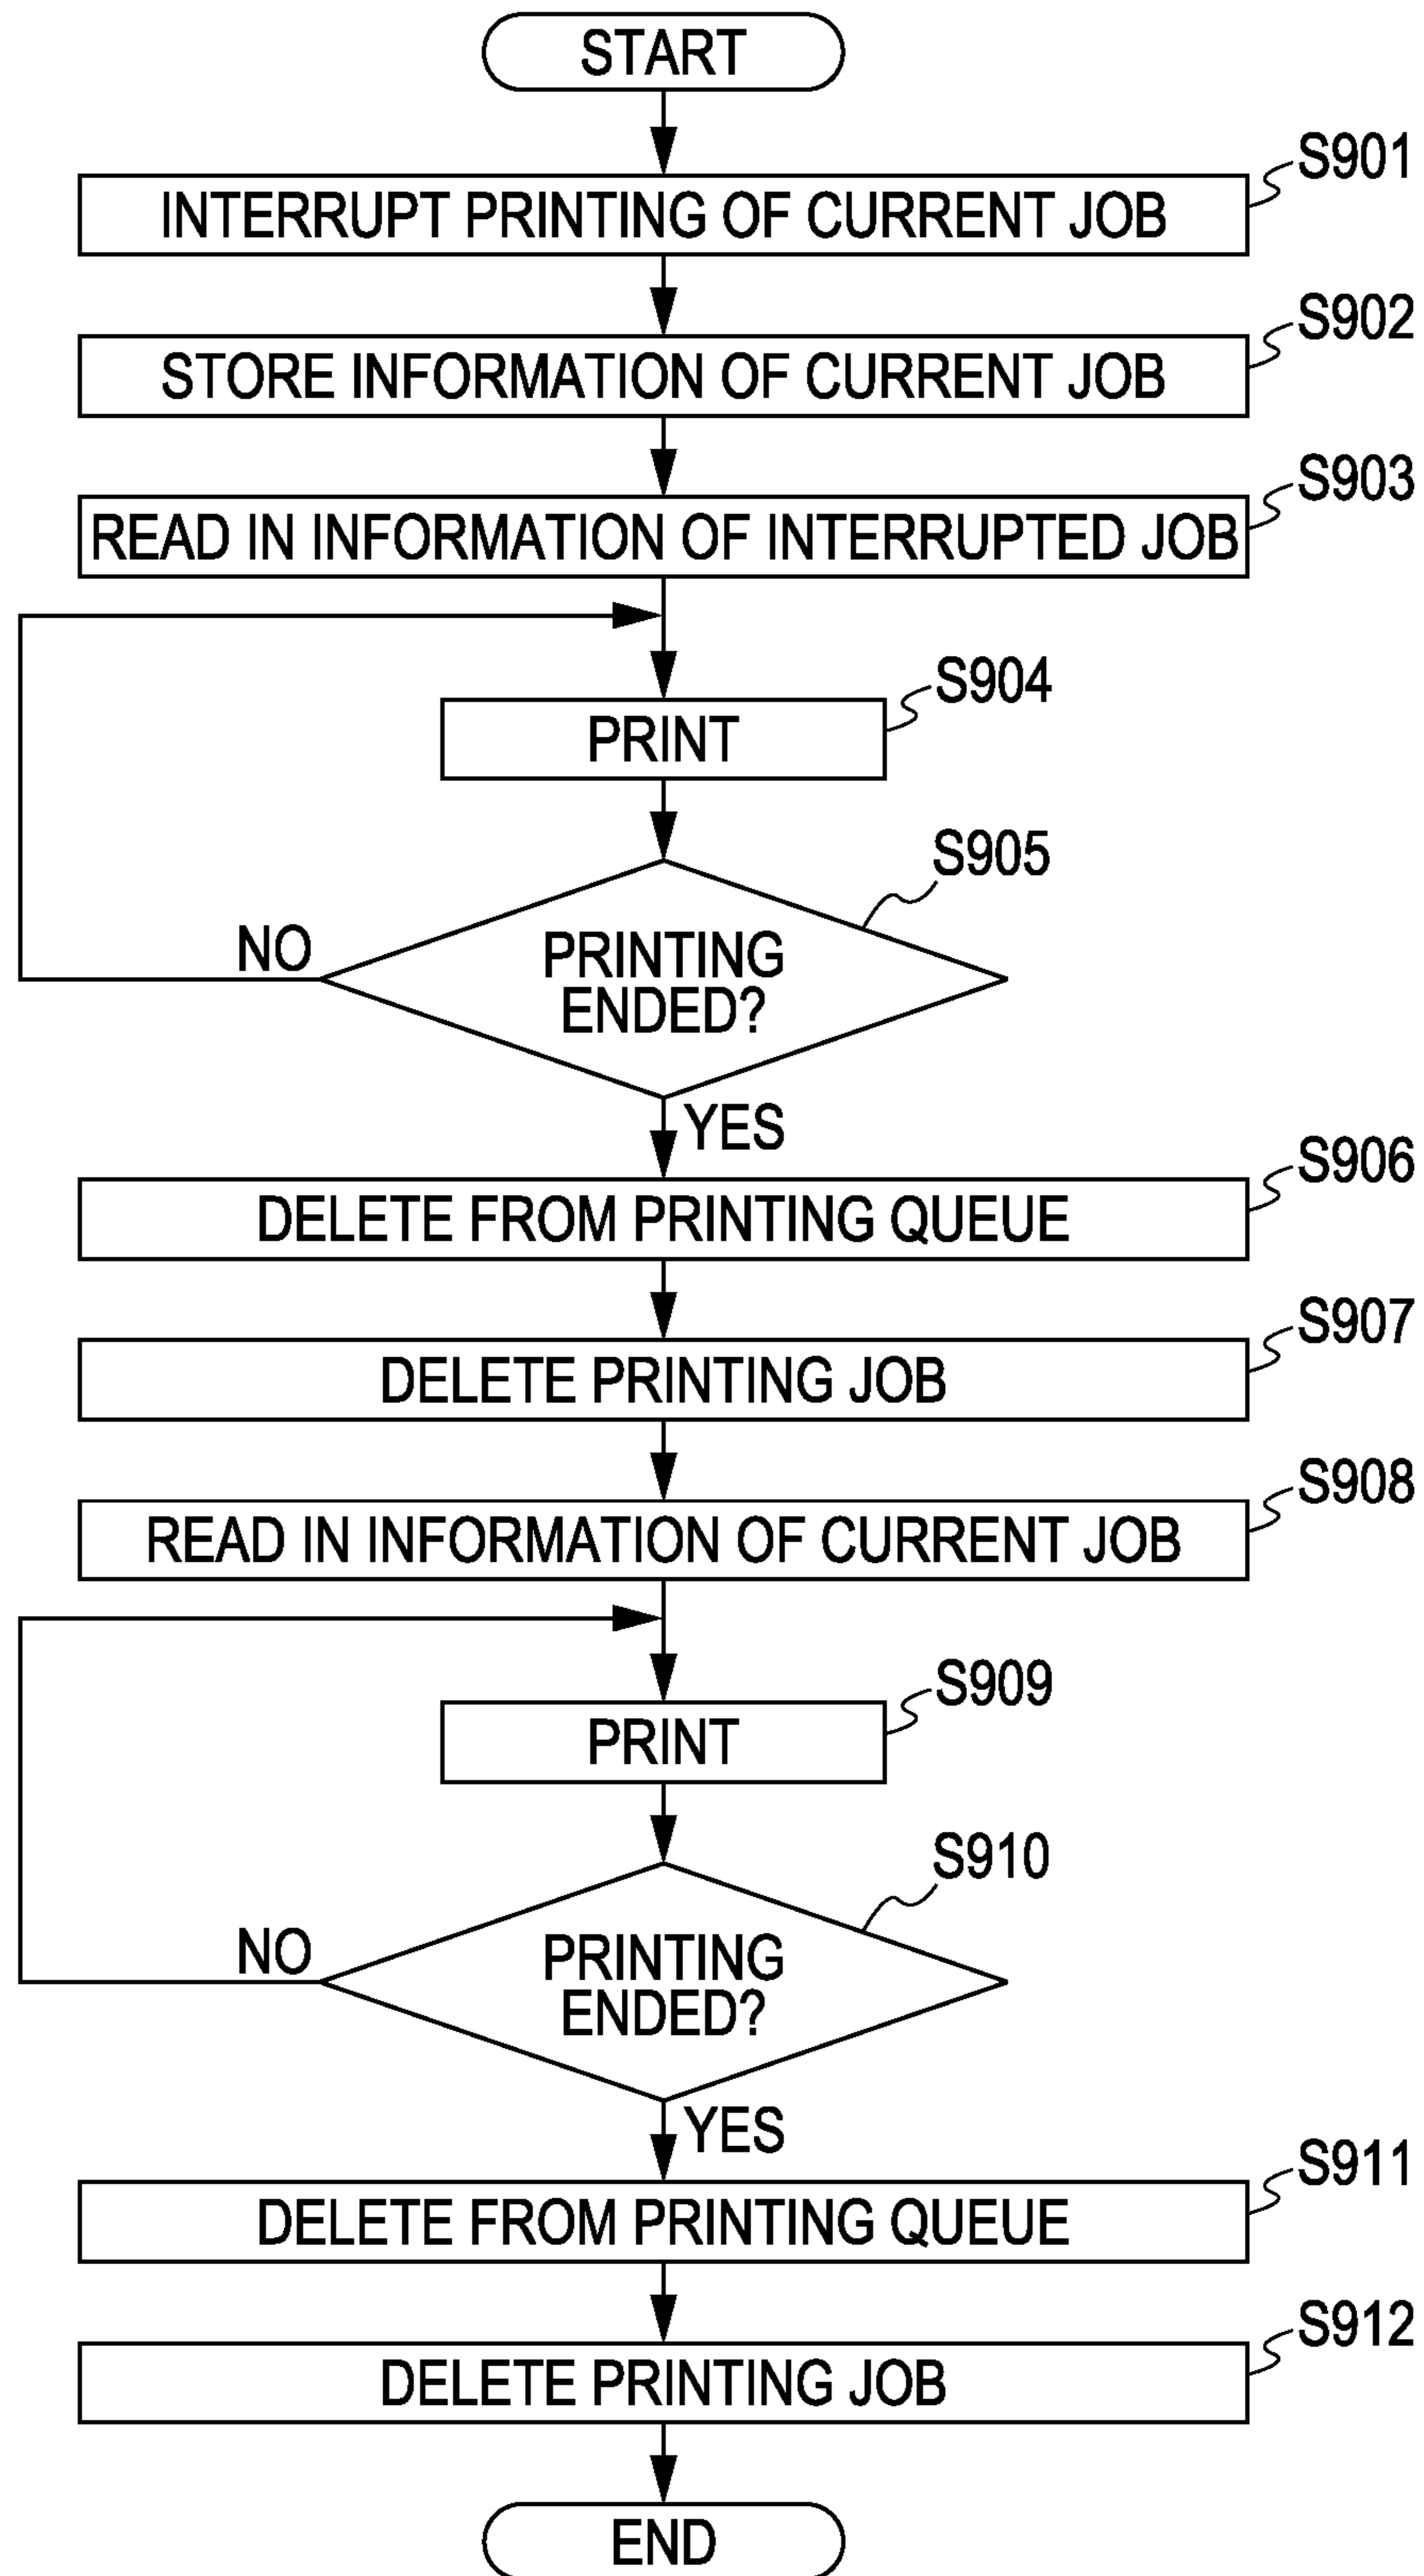 START
S901
INTERRUPT PRINTING OF CURRENT JOB
S902
STORE INFORMATION OF CURRENT JOB
S903
READ IN INFORMATION OF INTERRUPTED JOB
S904
PRINT
S905
NO
PRINTING
ENDED?
YES
S906
DELETE FROM PRINTING QUEUE
S907
DELETE PRINTING JOB
S908
READ IN INFORMATION OF CURRENT JOB
S909
PRINT
S910
NO
PRINTING
ENDED?
YES
S911
DELETE FROM PRINTING QUEUE
S912
DELETE PRINTING JOB
END